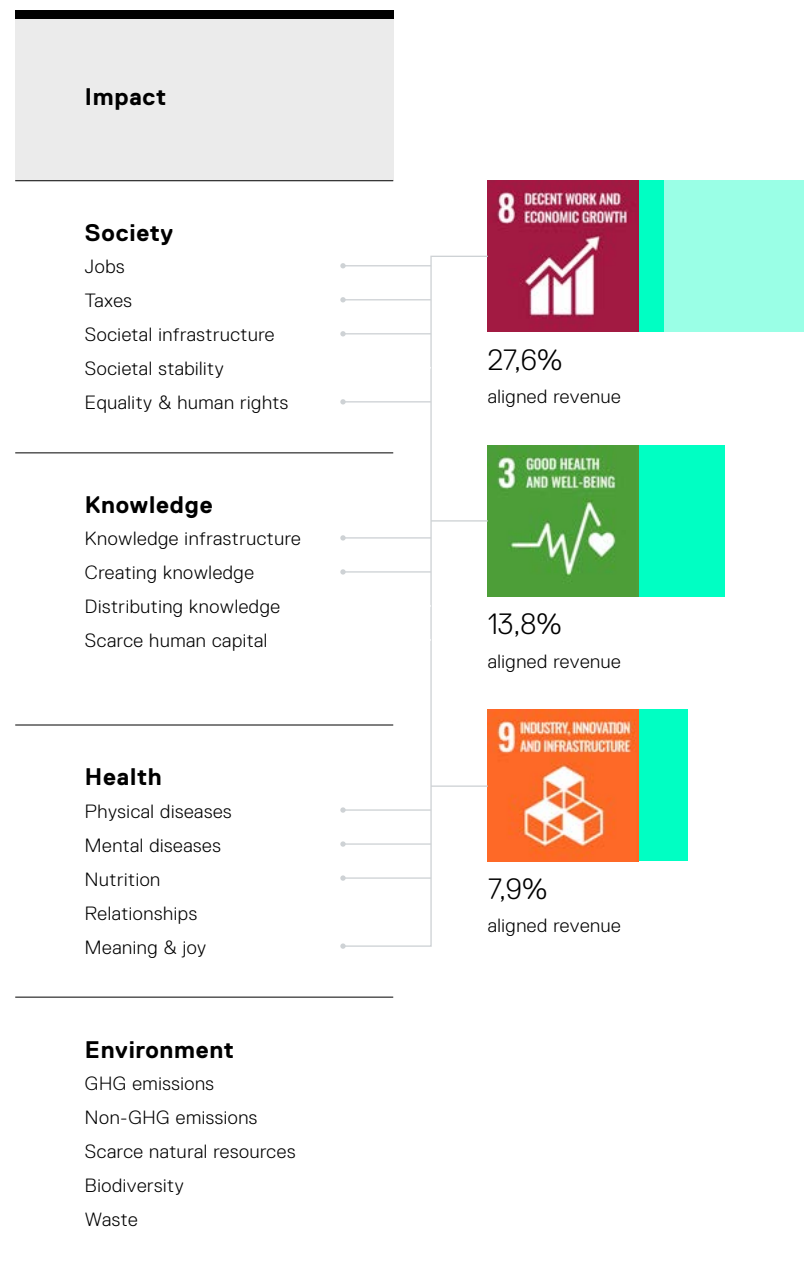 Impact
Society
Jobs
Taxes
Societal infrastructure
Societal stability
Equality & human rights
Knowledge
Knowledge infrastructure
Creating knowledge
Distributing knowledge
Scarce human capital
Health
Physical diseases
Mental diseases
Nutrition
Relationships
Meaning & joy
Environment
GHG emissions
Non-GHG emissions
Scarce natural resources
Biodiversity
Waste
8 DECENT WORK AND
ECONOMIC GROWTH
27,6%
aligned revenue
3 GOOD HEALTH
AND WELL-BEING
13,8%
aligned revenue
9 INDUSTRY, INNOVATION
AND INFRASTRUCTURE
7,9%
aligned revenue